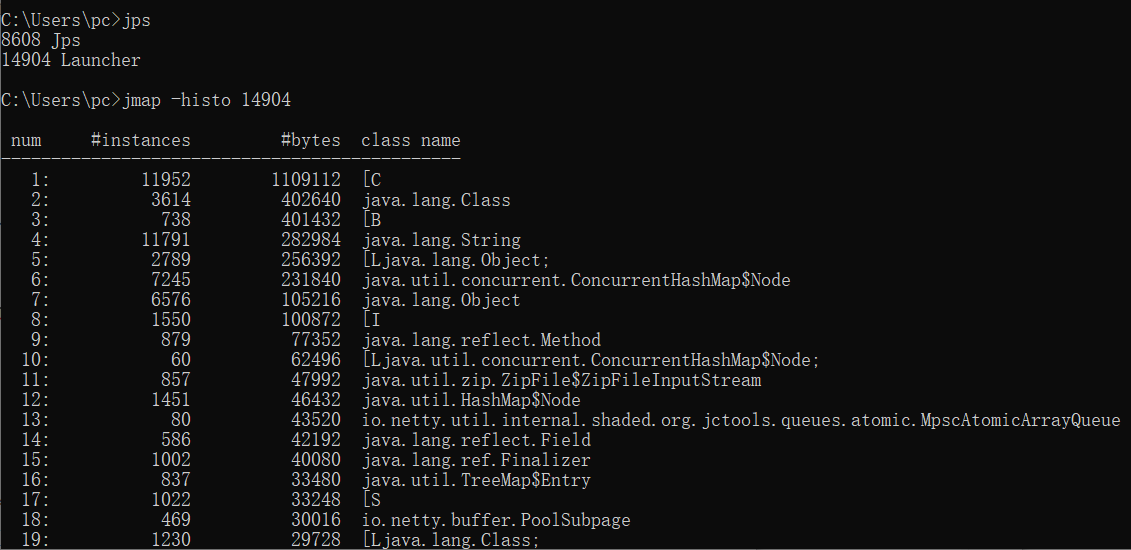 C:\Users\pc>jps
8608 Jps
14904 Launcher
C:\Users\pc>jmap -histo 14904
num     #instances         #bytes  class name
----------------------------------------------
1:         11952        1109112  [C
2:          3614         402640  java.lang.Class
3:           738         401432  [B
4:         11791         282984  java.lang.String
5:          2789         256392  [Ljava.lang.Object;
6:          7245         231840  java.util.concurrent.ConcurrentHashMap$Node
7:          6576         105216  java.lang.Object
8:          1550         100872  [I
9:           879          77352  java.lang.reflect.Method
10:            60          62496  [Ljava.util.concurrent.ConcurrentHashMap$Node;
11:           857          47992  java.util.zip.ZipFile$ZipFileInputStream
12:          1451          46432  java.util.HashMap$Node
13:            80          43520  io.netty.util.internal.shaded.org.jctools.queues.atomic.MpscAtomicArrayQueue
14:           586          42192  java.lang.reflect.Field
15:          1002          40080  java.lang.ref.Finalizer
16:           837          33480  java.util.TreeMap$Entry
17:          1022          33248  [S
18:           469          30016  io.netty.buffer.PoolSubpage
19:          1230          29728  [Ljava.lang.Class;